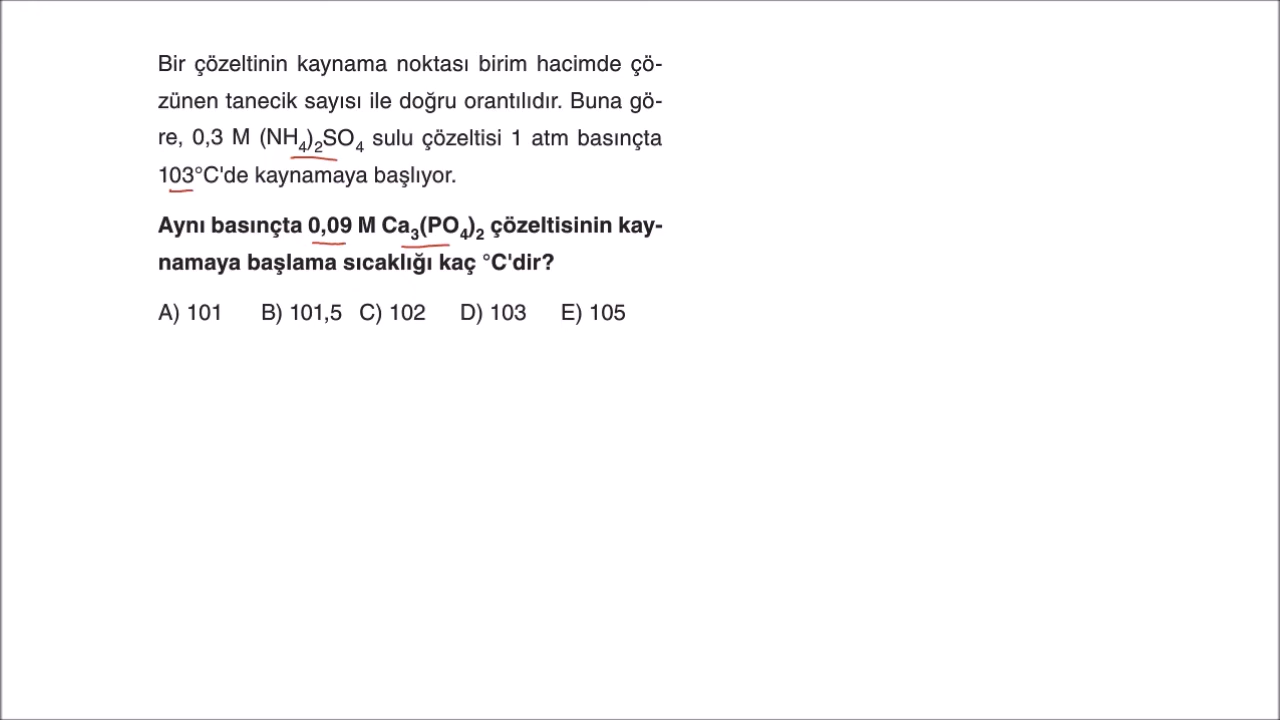 Bir çözeltinin kaynama noktası birim hacimde çö-
zünen tanecik sayısı ile doğru orantılıdır. Buna gö-
re, 0,3 M (NH₄)₂SO₄ sulu çözeltisi 1 atm basınçta
103°C'de kaynamaya başlıyor.
Aynı basınçta 0,09 M Ca₃(PO₄)₂ çözeltisinin kay-
namaya başlama sıcaklığı kaç °C'dir?
A) 101 B) 101,5 C) 102 D) 103 E) 105